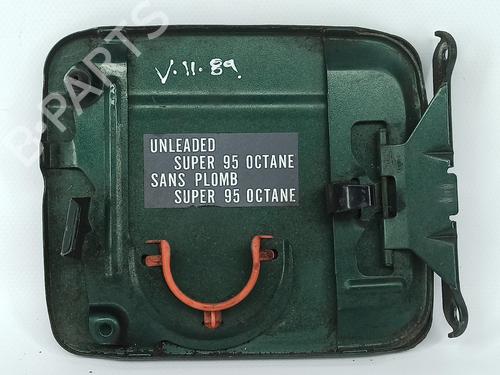 V·11·89
UNLEADED
SUPER 95 OCTANE
SANS PLOMB
SUPER 95 OCTANE
B-PARTS